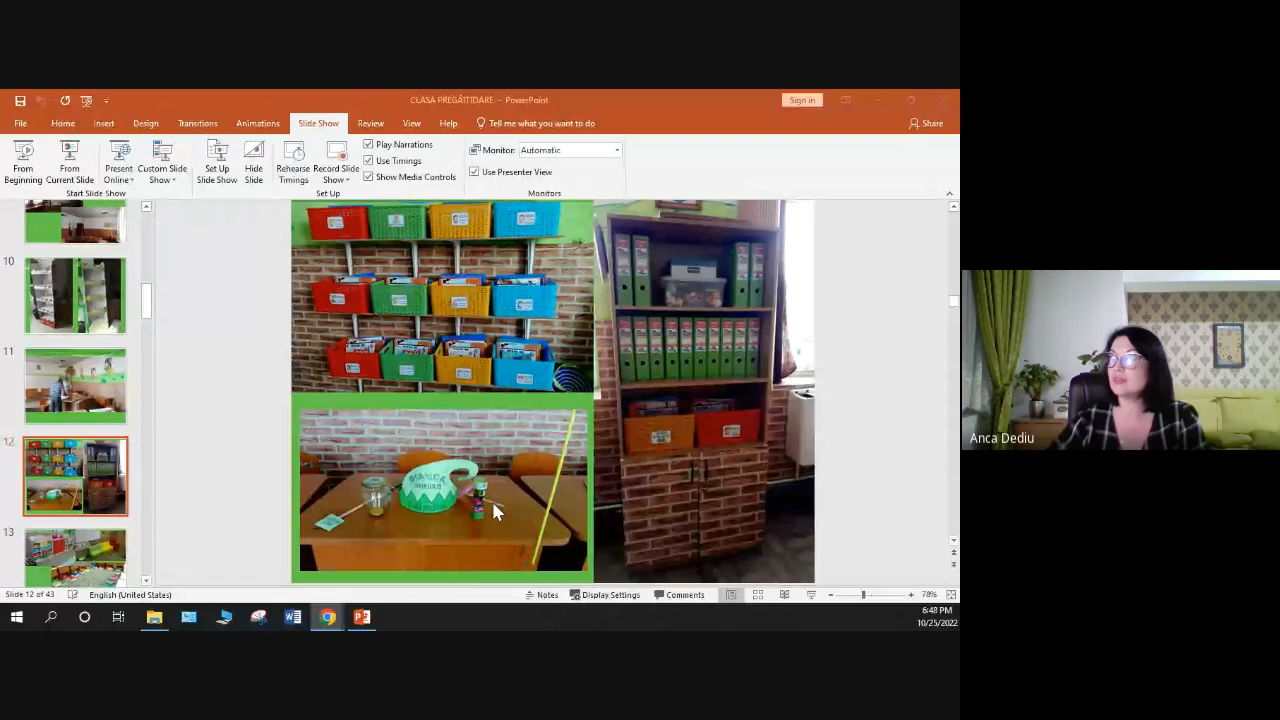 CLASA PREGĂTITOARE - PowerPoint
Sign in
File Home Insert Design Transitions Animations Slide Show Review View Help Tell me what you want to do Share
From Beginning
From Current Slide
Present Online
Custom Slide Show
Set Up Slide Show
Hide Slide
Rehearse Timings
Record Slide Show
Play Narrations
Use Timings
Show Media Controls
Monitor: Automatic
Use Presenter View
Start Slide Show
Set Up
Monitors
10
11
12
13
BIANCA
Anca Dediu
Slide 12 of 43 English (United States) Notes Display Settings Comments 78%
6:48 PM
10/25/2022